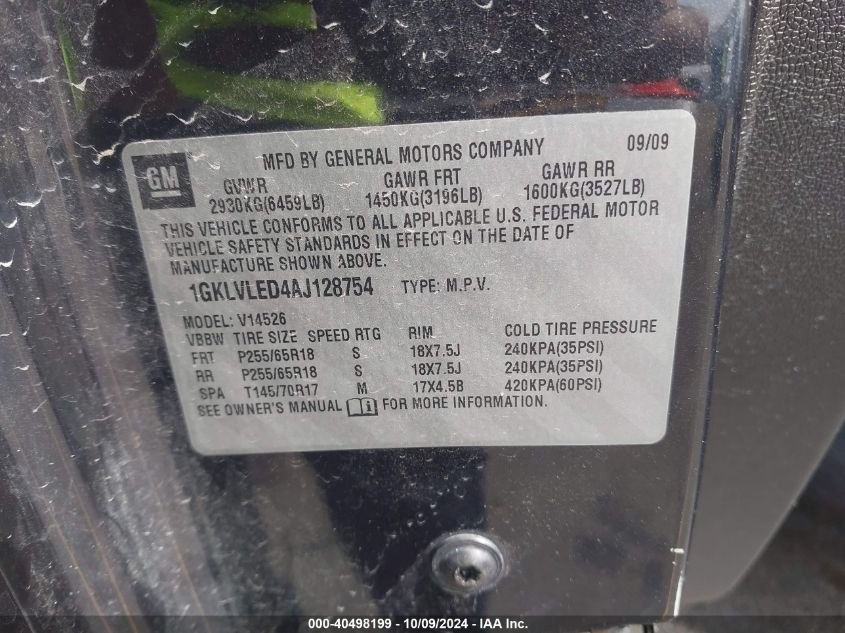 GM
MFD BY GENERAL MOTORS COMPANY 09/09
GVWR GAWR FRT GAWR RR
2930KG(6459LB) 1450KG(3196LB) 1600KG(3527LB)
THIS VEHICLE CONFORMS TO ALL APPLICABLE U.S. FEDERAL MOTOR
VEHICLE SAFETY STANDARDS IN EFFECT ON THE DATE OF
MANUFACTURE SHOWN ABOVE.
1GKLVLED4AJ128754 TYPE: M.P.V.
MODEL: V14526
VBBW TIRE SIZE SPEED RTG RIM COLD TIRE PRESSURE
FRT P255/65R18 S 18X7.5J 240KPA(35PSI)
RR P255/65R18 S 18X7.5J 240KPA(35PSI)
SPA T145/70R17 M 17X4.5B 420KPA(60PSI)
SEE OWNER'S MANUAL FOR MORE INFORMATION.
000-40498199 - 10/09/2024 - IAAI.com